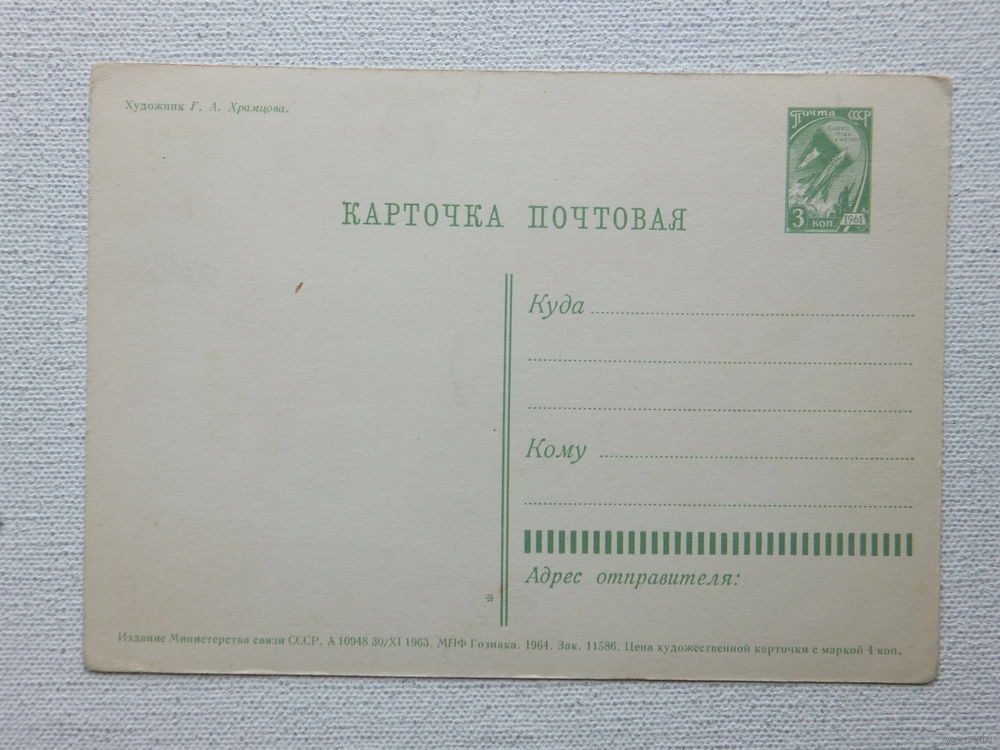 Художник Г. А. Храмцова.
Почта СССР
3 коп
1961
КАРТОЧКА ПОЧТОВАЯ
Куда
Кому
Адрес отправителя:
*
Издание Министерства связи СССР. А 10948 30/XI 1963. МПФ Гознака. 1964. Зак. 11586. Цена художественной карточки с маркой 4 коп.